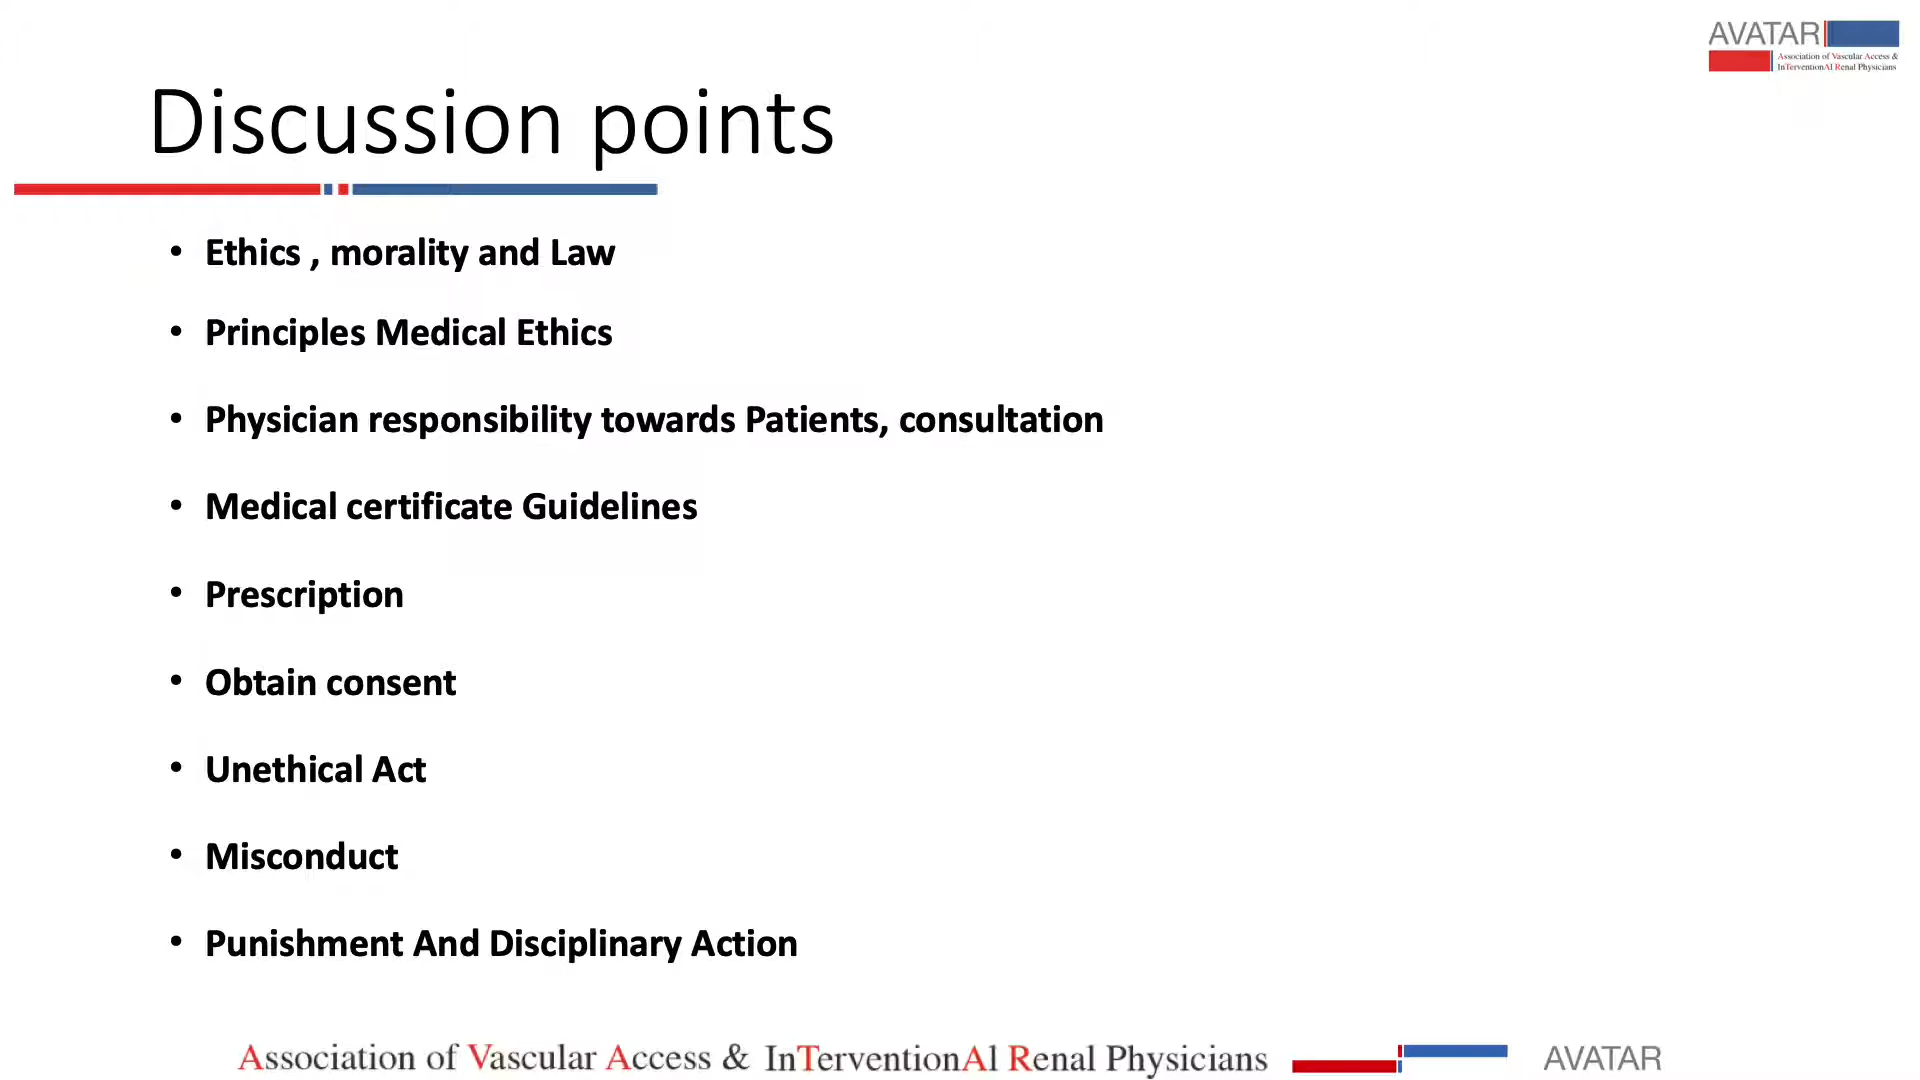 AVATAR
Association of Vascular Access &
InTerventionAl Renal Physicians
Discussion points
• Ethics , morality and Law
• Principles Medical Ethics
• Physician responsibility towards Patients, consultation
• Medical certificate Guidelines
• Prescription
• Obtain consent
• Unethical Act
• Misconduct
• Punishment And Disciplinary Action
Association of Vascular Access & InTerventionAl Renal Physicians AVATAR